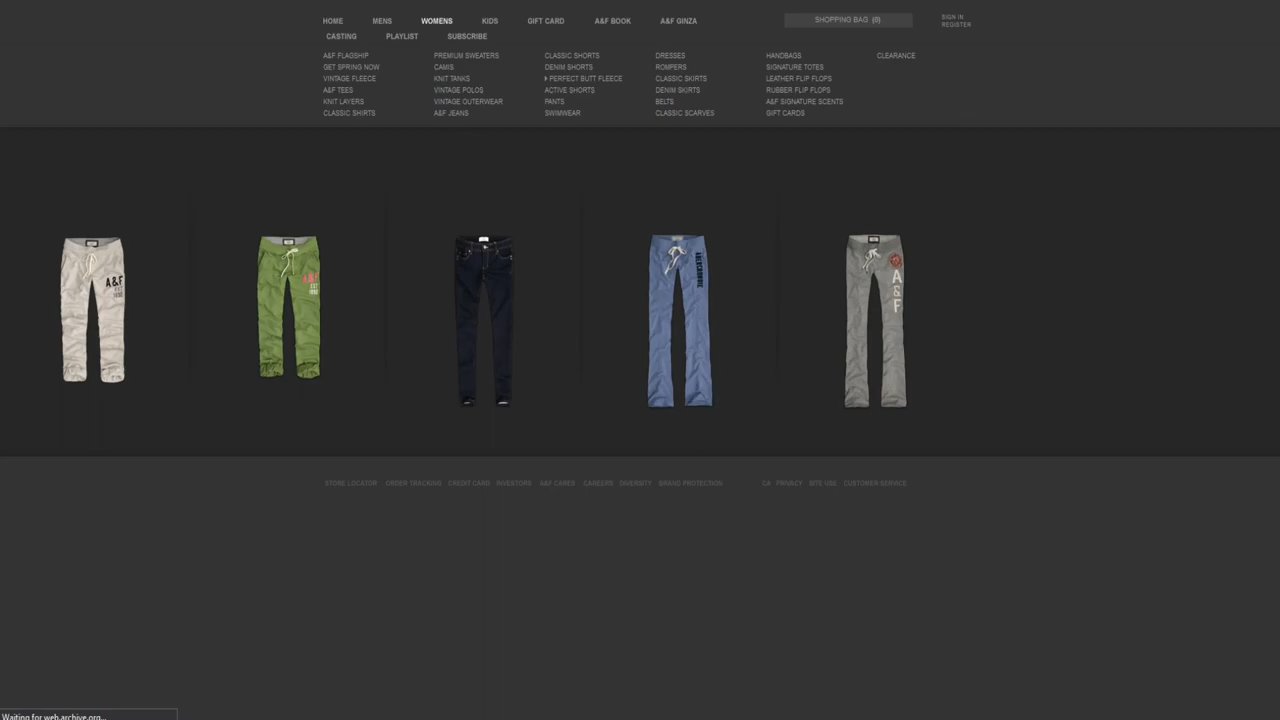 HOME MENS WOMENS KIDS GIFT CARD A&F BOOK A&F GINZA
CASTING PLAYLIST SUBSCRIBE
SHOPPING BAG (0)
SIGN IN
REGISTER
A&F FLAGSHIP
GET SPRING NOW
VINTAGE FLEECE
A&F TEES
KNIT LAYERS
CLASSIC SHIRTS
PREMIUM SWEATERS
CAMIS
KNIT TANKS
VINTAGE POLOS
VINTAGE OUTERWEAR
A&F JEANS
CLASSIC SHORTS
DENIM SHORTS
PERFECT BUTT FLEECE
ACTIVE SHORTS
PANTS
SWIMWEAR
DRESSES
ROMPERS
CLASSIC SKIRTS
DENIM SKIRTS
BELTS
CLASSIC SCARVES
HANDBAGS
SIGNATURE TOTES
LEATHER FLIP FLOPS
RUBBER FLIP FLOPS
A&F SIGNATURE SCENTS
GIFT CARDS
CLEARANCE
A&F
A&F
A
&
F
STORE LOCATOR ORDER TRACKING CREDIT CARD INVESTORS A&F CARES CAREERS DIVERSITY BRAND PROTECTION CA PRIVACY SITE USE CUSTOMER SERVICE
Waiting for web.archive.org...